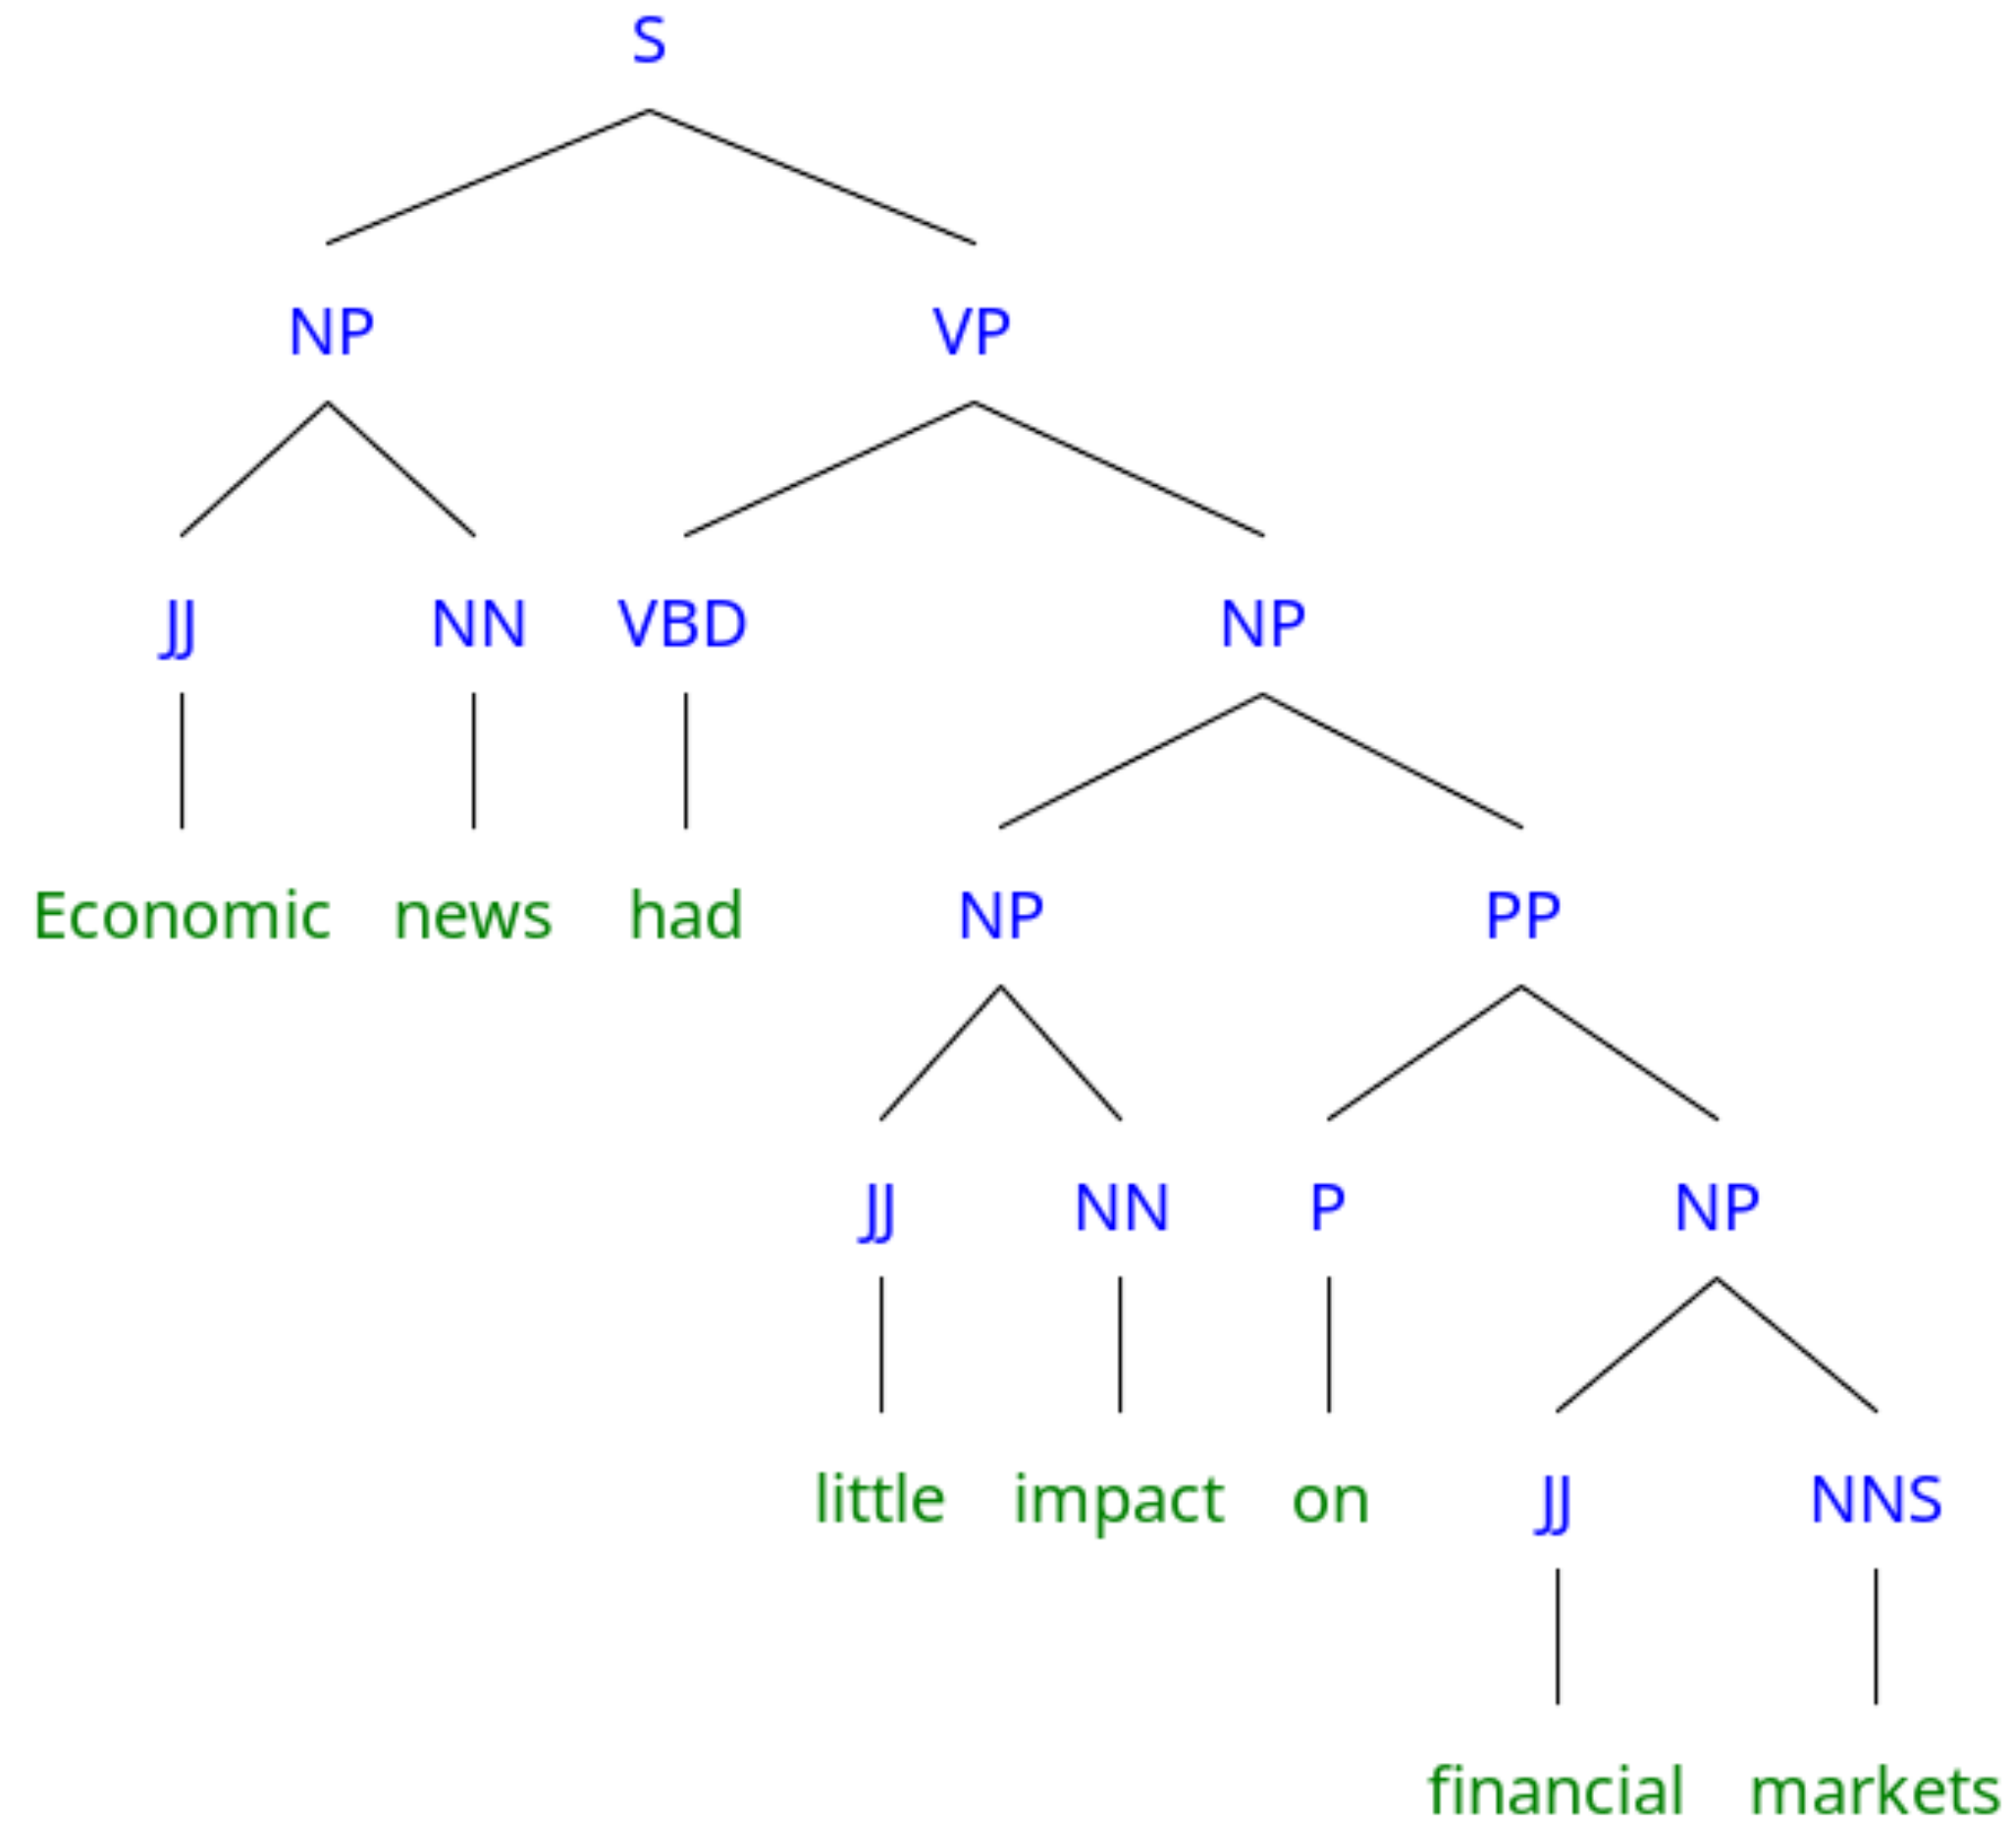 S
NP VP
JJ NN VBD NP
Economic news had NP PP
JJ NN P NP
little impact on JJ NNS
financial markets